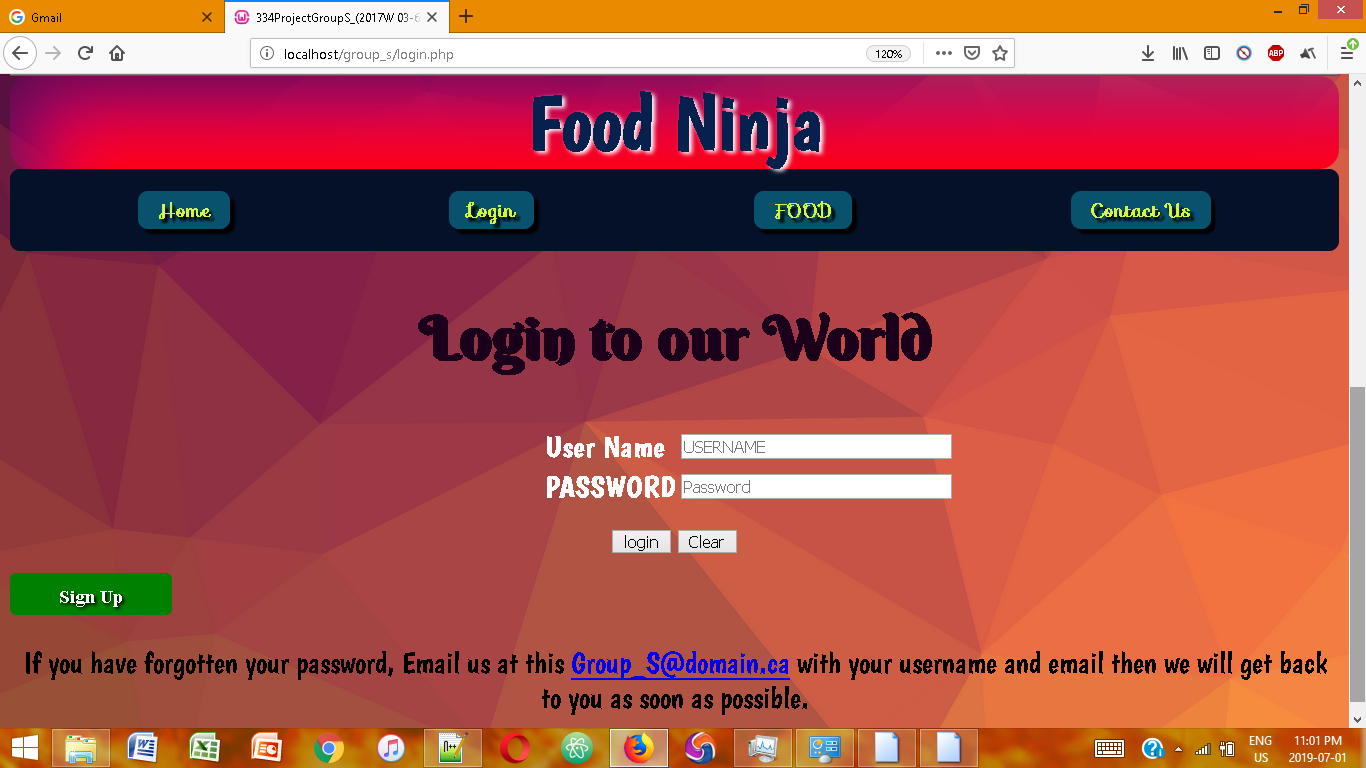 Gmail
334ProjectGroupS_(2017W 03-6
localhost/group_s/login.php
120%
ABP
Food Ninja
Home
Login
FOOD
Contact Us
Login to our World
User Name
USERNAME
PASSWORD
Password
login
Clear
Sign Up
If you have forgotten your password, Email us at this Group_S@domain.ca with your username and email then we will get back
to you as soon as possible.
ENG
US
11:01 PM
2019-07-01